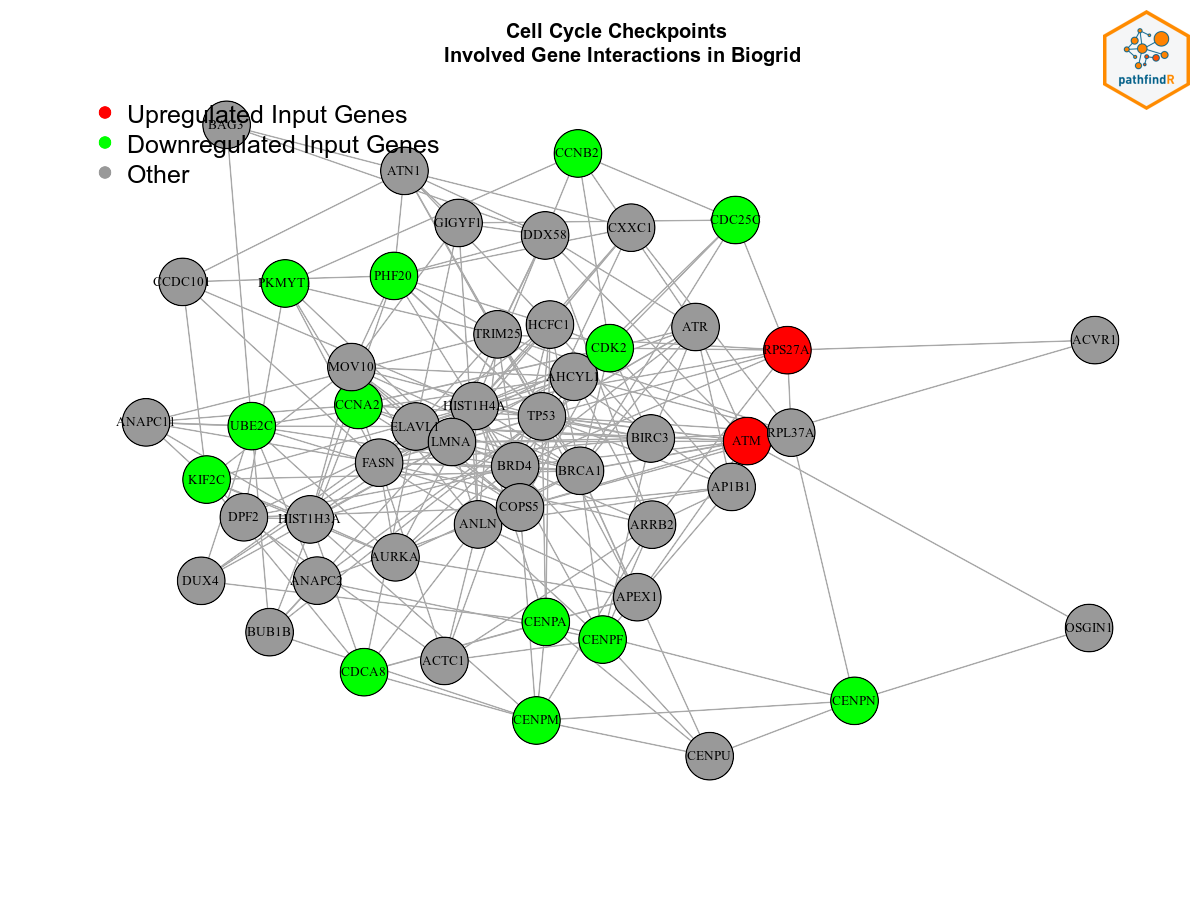 Cell Cycle Checkpoints
Involved Gene Interactions in Biogrid
pathfindR
Upregulated Input Genes
Downregulated Input Genes
Other
BAG3
CCNB2
ATN1
GIGYF1
DDX58
CXXC1
CDC25C
CCDC101
PKMYT1
PHF20
TRIM25
HCFC1
CDK2
ATR
RPS27A
ACVR1
MOV10
AHCYL1
CCNA2
HIST1H4A
TP53
ANAPC11
UBE2C
ELAVL1
LMNA
BIRC3
ATM
RPL37A
FASN
BRD4
BRCA1
KIF2C
AP1B1
DPF2
HIST1H3A
COPS5
ANLN
ARRB2
AURKA
DUX4
ANAPC2
APEX1
BUB1B
CENPA
CENPF
OSGIN1
CDCA8
ACTC1
CENPM
CENPN
CENPU